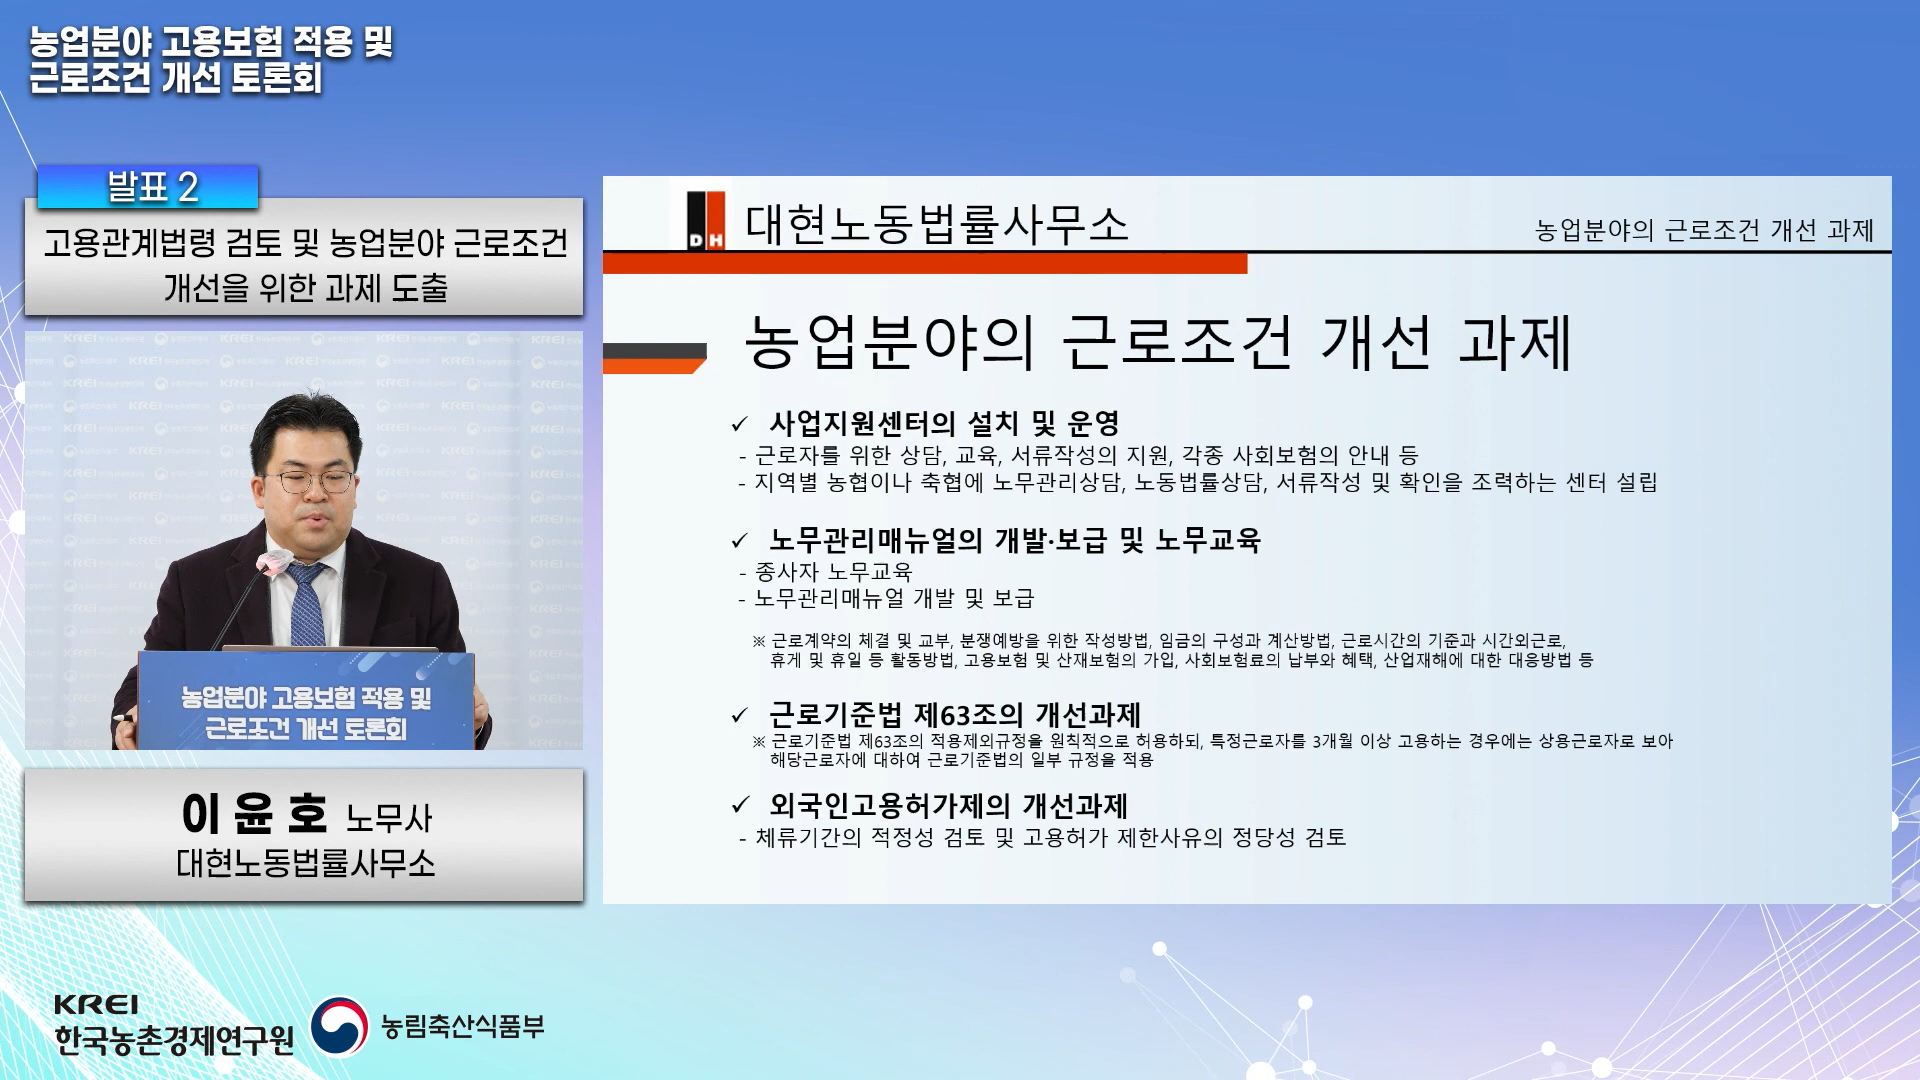 농업분야 고용보험 적용 및
근로조건 개선 토론회
발표 2
고용관계법령 검토 및 농업분야 근로조건
개선을 위한 과제 도출
농업분야 고용보험 적용 및
근로조건 개선 토론회
이 윤 호 노무사
대현노동법률사무소
KREI
한국농촌경제연구원
농림축산식품부
DH 대현노동법률사무소
농업분야의 근로조건 개선 과제
농업분야의 근로조건 개선 과제
✓ 사업지원센터의 설치 및 운영
- 근로자를 위한 상담, 교육, 서류작성의 지원, 각종 사회보험의 안내 등
- 지역별 농협이나 축협에 노무관리상담, 노동법률상담, 서류작성 및 확인을 조력하는 센터 설립
✓ 노무관리매뉴얼의 개발·보급 및 노무교육
- 종사자 노무교육
- 노무관리매뉴얼 개발 및 보급
※ 근로계약의 체결 및 교부, 분쟁예방을 위한 작성방법, 임금의 구성과 계산방법, 근로시간의 기준과 시간외근로,
휴게 및 휴일 등 활동방법, 고용보험 및 산재보험의 가입, 사회보험료의 납부와 혜택, 산업재해에 대한 대응방법 등
✓ 근로기준법 제63조의 개선과제
※ 근로기준법 제63조의 적용제외규정을 원칙적으로 허용하되, 특정근로자를 3개월 이상 고용하는 경우에는 상용근로자로 보아
해당근로자에 대하여 근로기준법의 일부 규정을 적용
✓ 외국인고용허가제의 개선과제
- 체류기간의 적정성 검토 및 고용허가 제한사유의 정당성 검토